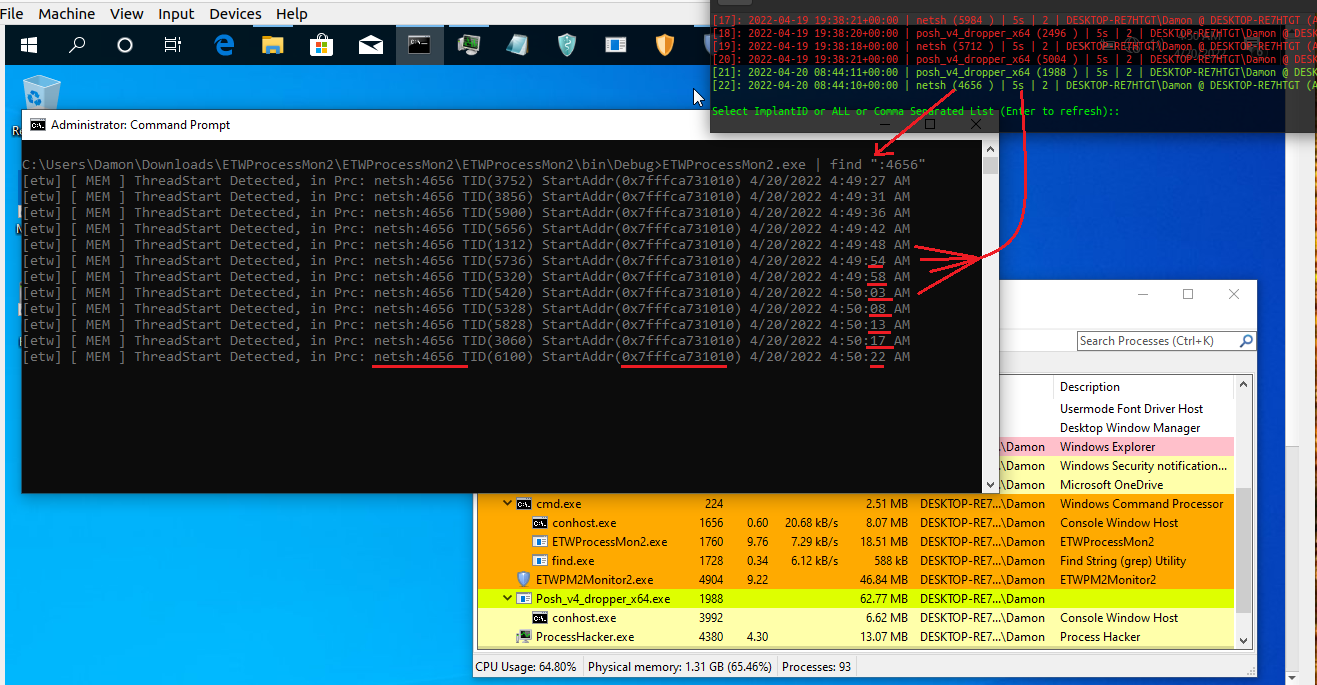 File Machine View Input Devices Help
[17]: 2022-04-19 19:38:21+00:00 | netsh (5984 ) | 5s | 2 | DESKTOP-RE7HTGT\Damon @ DESKTOP-RE7HTGT (A
[18]: 2022-04-19 19:38:20+00:00 | posh_v4_dropper_x64 (2496 ) | 5s | 2 | DESKTOP-RE7HTGT\Damon @ DESK
[19]: 2022-04-19 19:38:18+00:00 | netsh (5712 ) | 5s | 2 | DESKTOP-RE7HTGT\Damon @ DESKTOP-RE7HTGT (A
[20]: 2022-04-19 19:38:21+00:00 | posh_v4_dropper_x64 (5004 ) | 5s | 2 | DESKTOP-RE7HTGT\Damon @ DESK
[21]: 2022-04-20 08:44:11+00:00 | posh_v4_dropper_x64 (1988 ) | 5s | 2 | DESKTOP-RE7HTGT\Damon @ DESK
[22]: 2022-04-20 08:44:10+00:00 | netsh (4656 ) | 5s | 2 | DESKTOP-RE7HTGT\Damon @ DESKTOP-RE7HTGT (A
Select ImplantID or ALL or Comma Separated List (Enter to refresh)::
Administrator: Command Prompt
C:\Users\Damon\Downloads\ETWProcessMon2\ETWProcessMon2\ETWProcessMon2\bin\Debug>ETWProcessMon2.exe | find ":4656"
[etw] [ MEM ] ThreadStart Detected, in Prc: netsh:4656 TID(3752) StartAddr(0x7fffca731010) 4/20/2022 4:49:27 AM
[etw] [ MEM ] ThreadStart Detected, in Prc: netsh:4656 TID(3856) StartAddr(0x7fffca731010) 4/20/2022 4:49:31 AM
[etw] [ MEM ] ThreadStart Detected, in Prc: netsh:4656 TID(5900) StartAddr(0x7fffca731010) 4/20/2022 4:49:36 AM
[etw] [ MEM ] ThreadStart Detected, in Prc: netsh:4656 TID(5656) StartAddr(0x7fffca731010) 4/20/2022 4:49:42 AM
[etw] [ MEM ] ThreadStart Detected, in Prc: netsh:4656 TID(1312) StartAddr(0x7fffca731010) 4/20/2022 4:49:48 AM
[etw] [ MEM ] ThreadStart Detected, in Prc: netsh:4656 TID(5736) StartAddr(0x7fffca731010) 4/20/2022 4:49:54 AM
[etw] [ MEM ] ThreadStart Detected, in Prc: netsh:4656 TID(5320) StartAddr(0x7fffca731010) 4/20/2022 4:49:58 AM
[etw] [ MEM ] ThreadStart Detected, in Prc: netsh:4656 TID(5420) StartAddr(0x7fffca731010) 4/20/2022 4:50:03 AM
[etw] [ MEM ] ThreadStart Detected, in Prc: netsh:4656 TID(5328) StartAddr(0x7fffca731010) 4/20/2022 4:50:08 AM
[etw] [ MEM ] ThreadStart Detected, in Prc: netsh:4656 TID(5828) StartAddr(0x7fffca731010) 4/20/2022 4:50:13 AM
[etw] [ MEM ] ThreadStart Detected, in Prc: netsh:4656 TID(3060) StartAddr(0x7fffca731010) 4/20/2022 4:50:17 AM
[etw] [ MEM ] ThreadStart Detected, in Prc: netsh:4656 TID(6100) StartAddr(0x7fffca731010) 4/20/2022 4:50:22 AM
Search Processes (Ctrl+K)
Description
Usermode Font Driver Host
Desktop Window Manager
..\Damon Windows Explorer
..\Damon Windows Security notification...
..\Damon Microsoft OneDrive
cmd.exe 224 2.51 MB DESKTOP-RE7...\Damon Windows Command Processor
conhost.exe 1656 0.60 20.68 kB/s 8.07 MB DESKTOP-RE7...\Damon Console Window Host
ETWProcessMon2.exe 1760 9.76 7.29 kB/s 18.51 MB DESKTOP-RE7...\Damon ETWProcessMon2
find.exe 1728 0.34 6.12 kB/s 588 kB DESKTOP-RE7...\Damon Find String (grep) Utility
ETWPM2Monitor2.exe 4904 9.22 46.84 MB DESKTOP-RE7...\Damon ETWPM2Monitor2
Posh_v4_dropper_x64.exe 1988 62.77 MB DESKTOP-RE7...\Damon
conhost.exe 3992 6.62 MB DESKTOP-RE7...\Damon Console Window Host
ProcessHacker.exe 4380 4.30 13.07 MB DESKTOP-RE7...\Damon Process Hacker
CPU Usage: 64.80% Physical memory: 1.31 GB (65.46%) Processes: 93